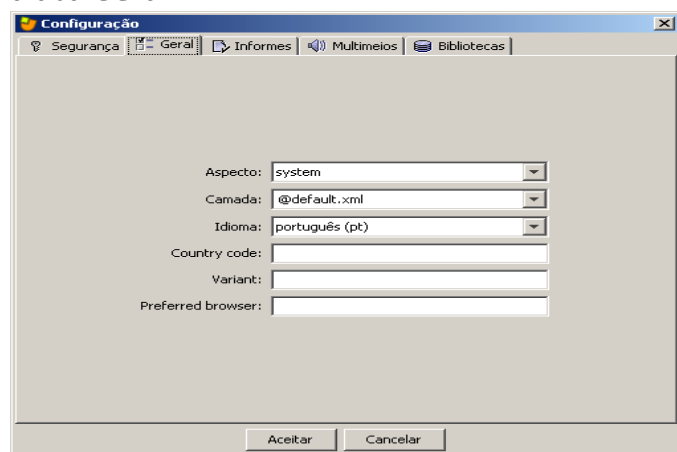 Configuração
Segurança Geral Informes Multimeios Bibliotecas
Aspecto: system
Camada: @default.xml
Idioma: português (pt)
Country code:
Variant:
Preferred browser:
Aceitar Cancelar